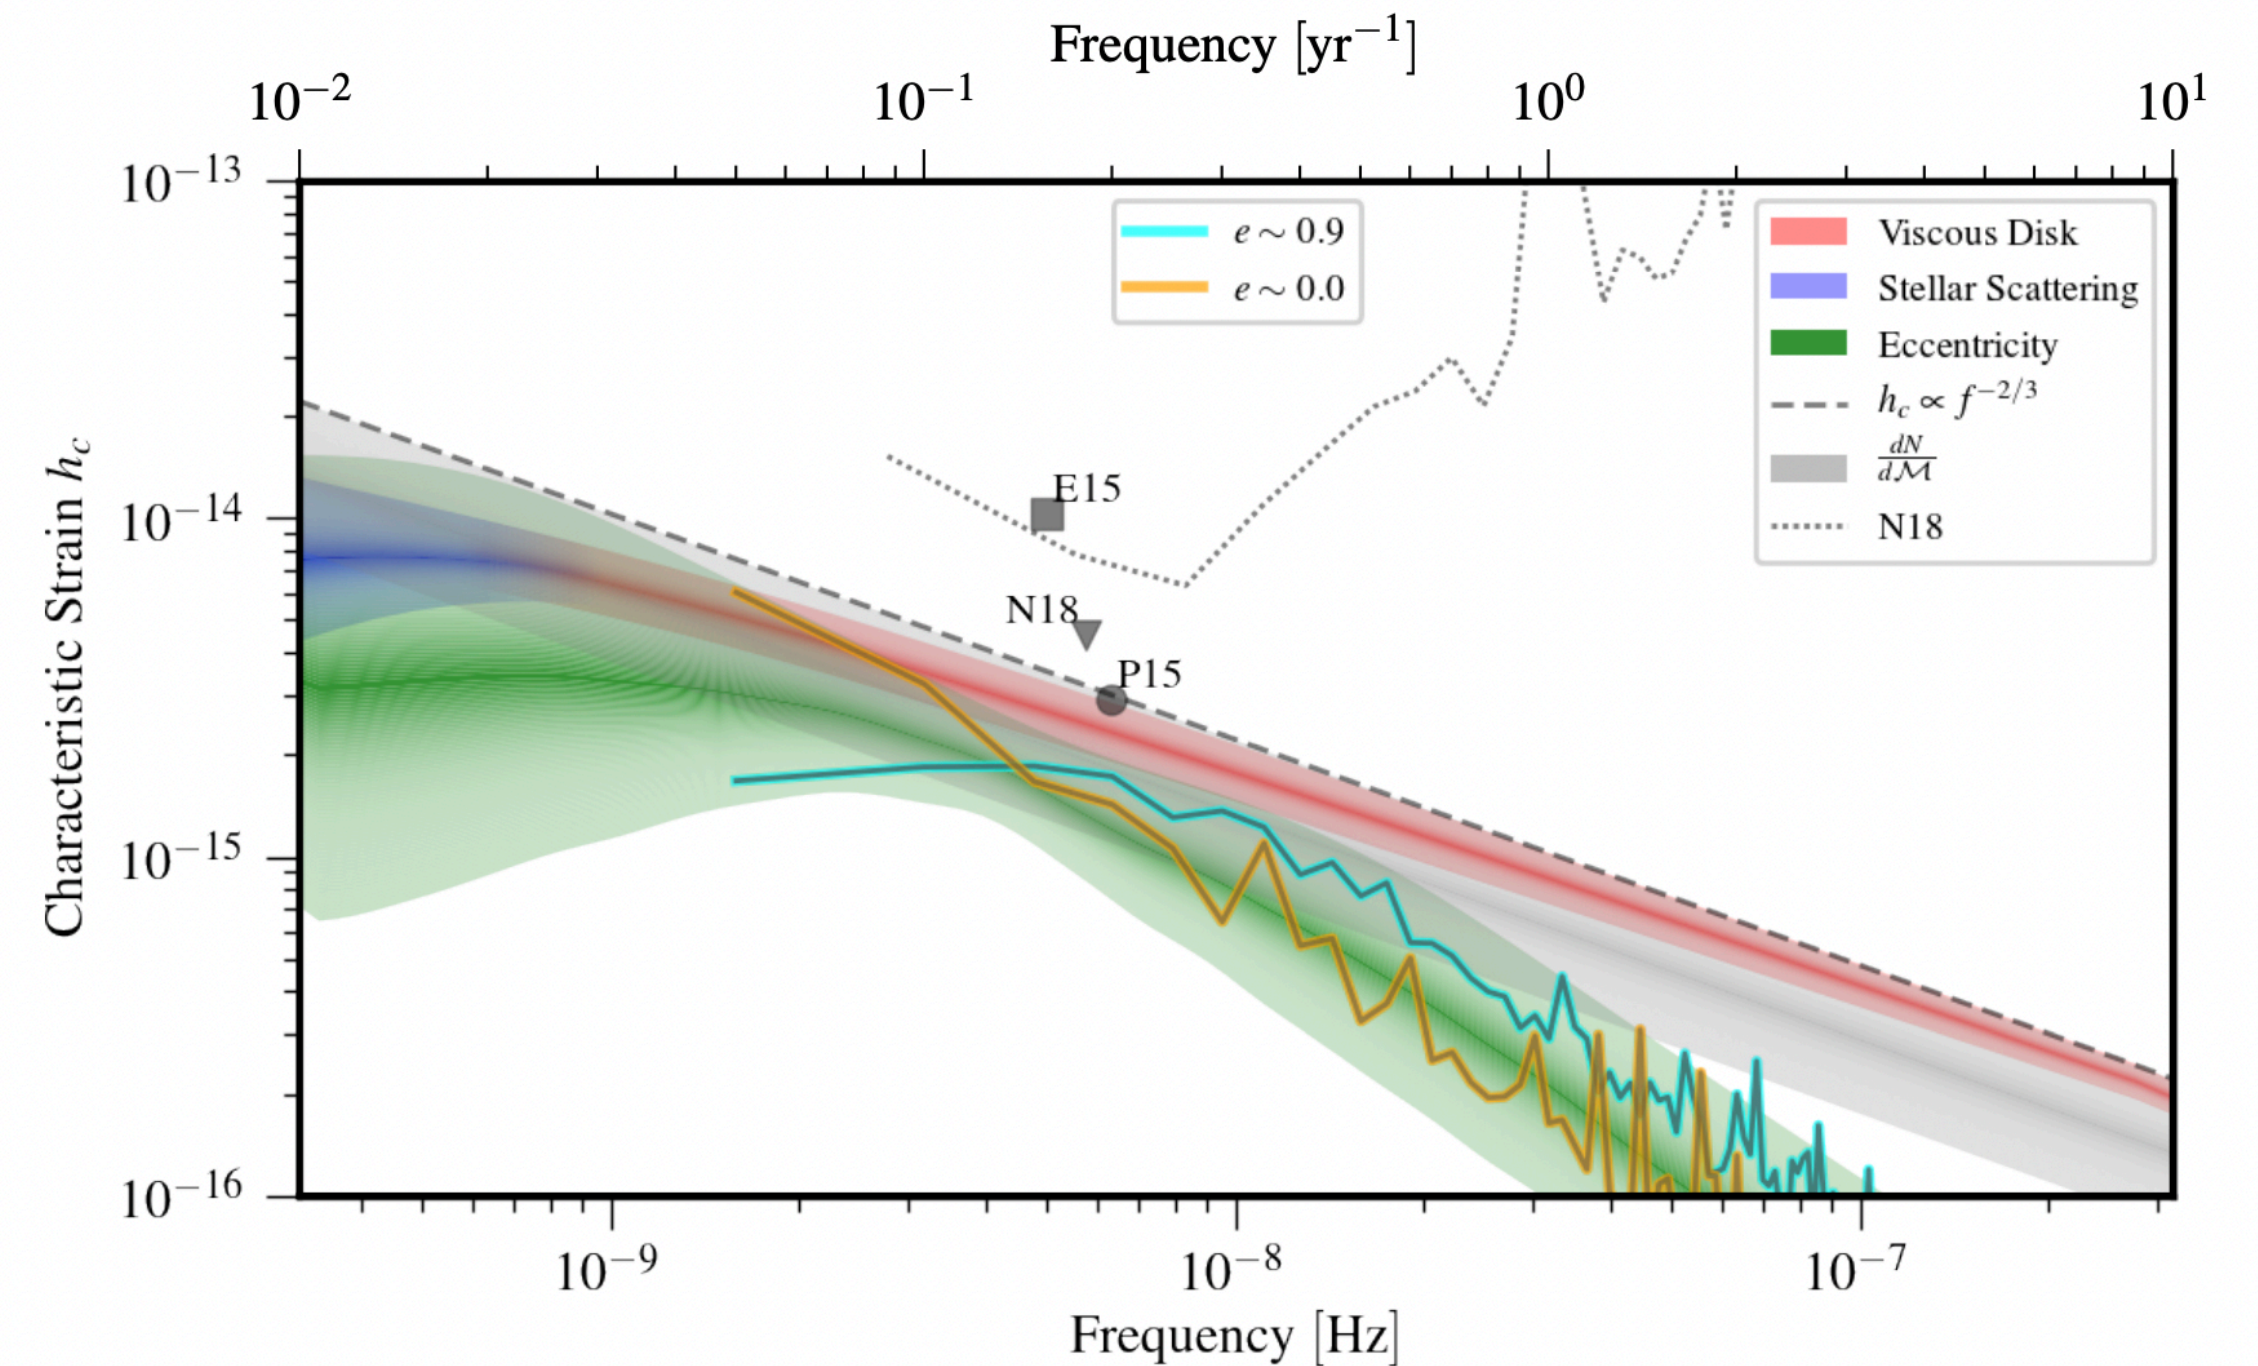 Frequency [yr⁻¹]
10⁻² 10⁻¹ 10⁰ 10¹
10⁻¹³
10⁻¹⁴
10⁻¹⁵
10⁻¹⁶
Characteristic Strain h_c
e ∼ 0.9
e ∼ 0.0
Viscous Disk
Stellar Scattering
Eccentricity
h_c ∝ f^{−2/3}
dN/dℳ
N18
E15
N18
P15
10⁻⁹ 10⁻⁸ 10⁻⁷
Frequency [Hz]